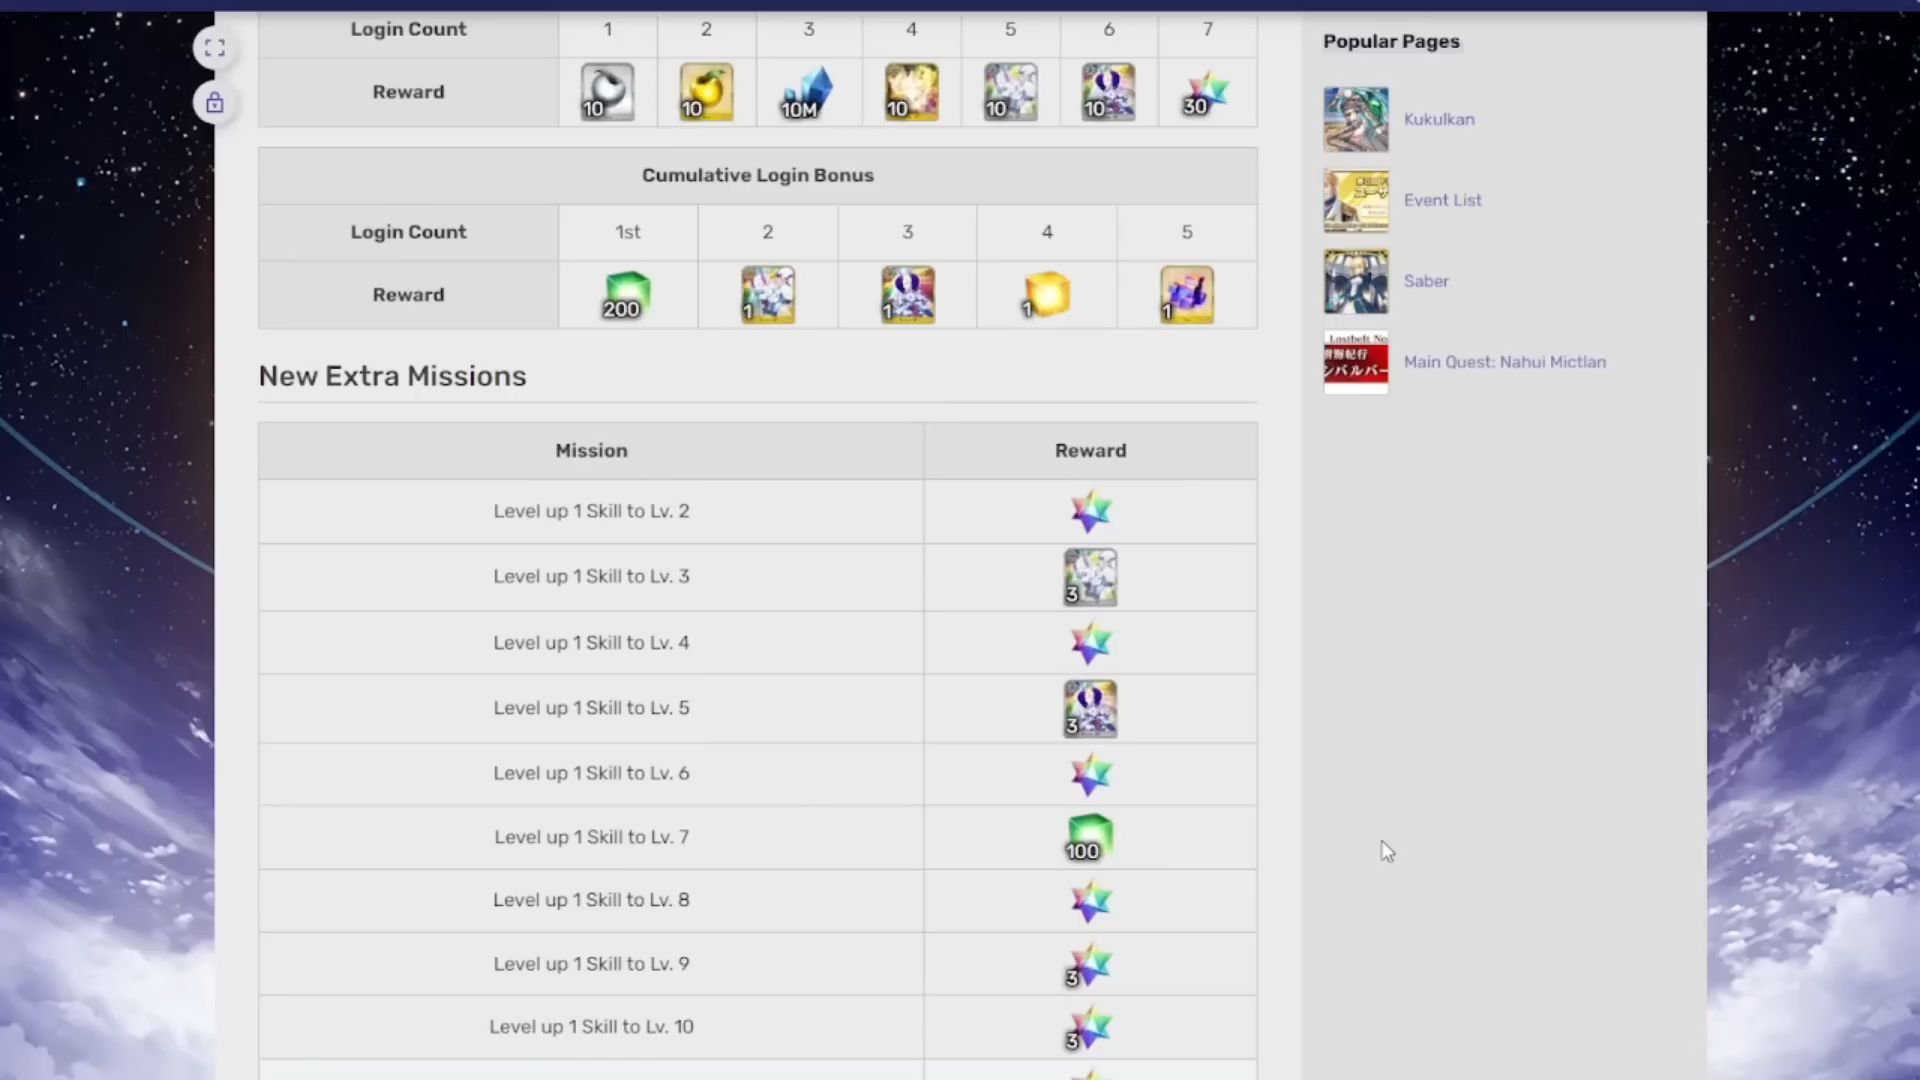 Login Count 1 2 3 4 5 6 7
Reward 10 10 10M 10 10 10 30
Cumulative Login Bonus
Login Count 1st 2 3 4 5
Reward 200 1 1 1 1
New Extra Missions
Mission Reward
Level up 1 Skill to Lv. 2
Level up 1 Skill to Lv. 3 3
Level up 1 Skill to Lv. 4
Level up 1 Skill to Lv. 5 3
Level up 1 Skill to Lv. 6
Level up 1 Skill to Lv. 7 100
Level up 1 Skill to Lv. 8
Level up 1 Skill to Lv. 9 3
Level up 1 Skill to Lv. 10 3
Popular Pages
Kukulkan
Event List
Saber
Lostbelt No
Main Quest: Nahui Mictlan